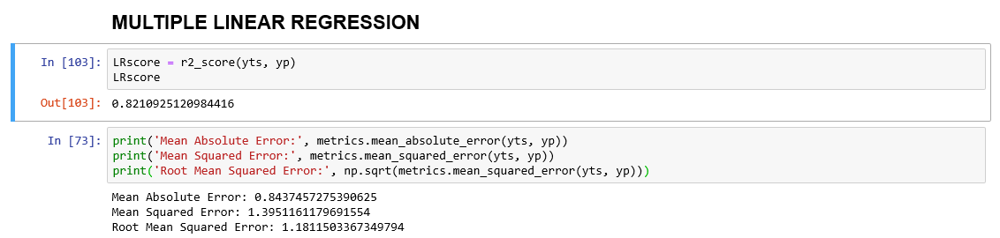 MULTIPLE LINEAR REGRESSION
In [103]: LRscore = r2_score(yts, yp)
LRscore
Out[103]: 0.8210925120984416
In [73]: print('Mean Absolute Error:', metrics.mean_absolute_error(yts, yp))
print('Mean Squared Error:', metrics.mean_squared_error(yts, yp))
print('Root Mean Squared Error:', np.sqrt(metrics.mean_squared_error(yts, yp)))
Mean Absolute Error: 0.8437457275390625
Mean Squared Error: 1.3951161179691554
Root Mean Squared Error: 1.1811503367349794